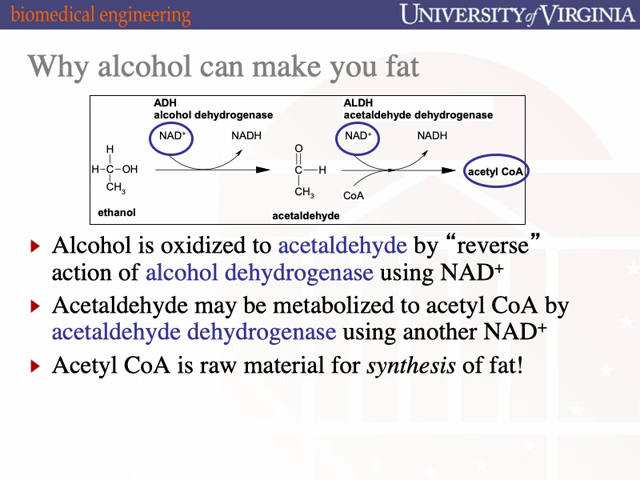 biomedical engineering
UNIVERSITY of VIRGINIA
Why alcohol can make you fat
ADH
alcohol dehydrogenase
ALDH
acetaldehyde dehydrogenase
NAD+
NADH
NAD+
NADH
H
H-C-OH
CH3
O
C-H
CH3
CoA
acetyl CoA
ethanol
acetaldehyde
Alcohol is oxidized to acetaldehyde by “reverse”
action of alcohol dehydrogenase using NAD+
Acetaldehyde may be metabolized to acetyl CoA by
acetaldehyde dehydrogenase using another NAD+
Acetyl CoA is raw material for synthesis of fat!